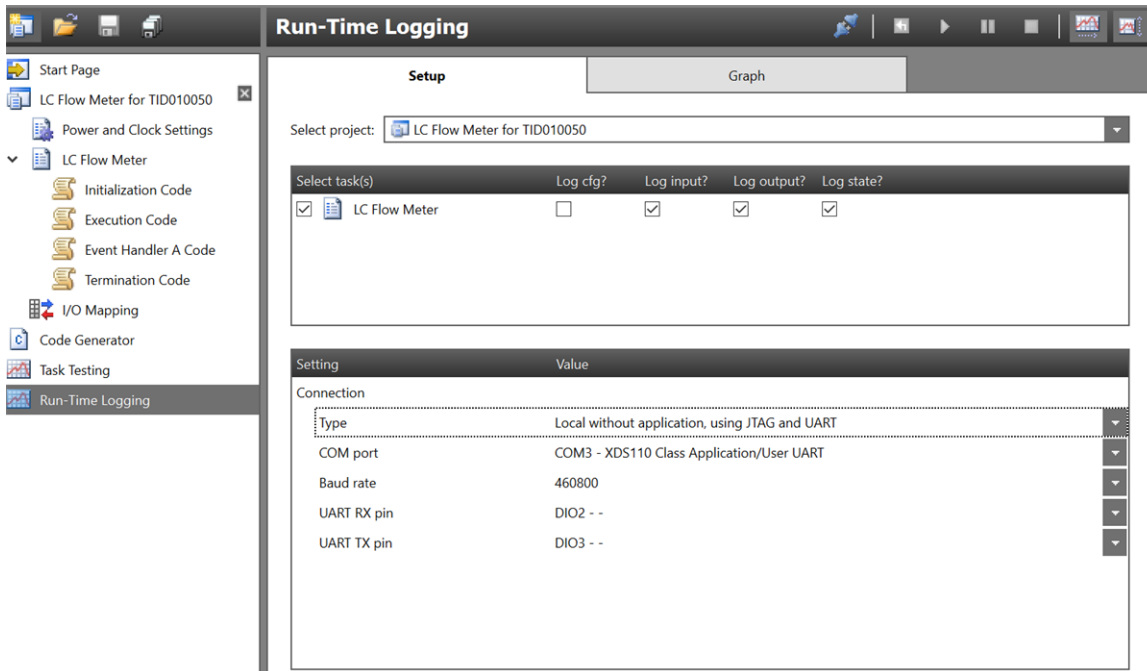 Run-Time Logging
Start Page
LC Flow Meter for TID010050
Power and Clock Settings
LC Flow Meter
Initialization Code
Execution Code
Event Handler A Code
Termination Code
I/O Mapping
Code Generator
Task Testing
Run-Time Logging
Setup Graph
Select project: LC Flow Meter for TID010050
Select task(s) Log cfg? Log input? Log output? Log state?
LC Flow Meter
Setting Value
Connection
Type Local without application, using JTAG and UART
COM port COM3 - XDS110 Class Application/User UART
Baud rate 460800
UART RX pin DIO2 - -
UART TX pin DIO3 - -